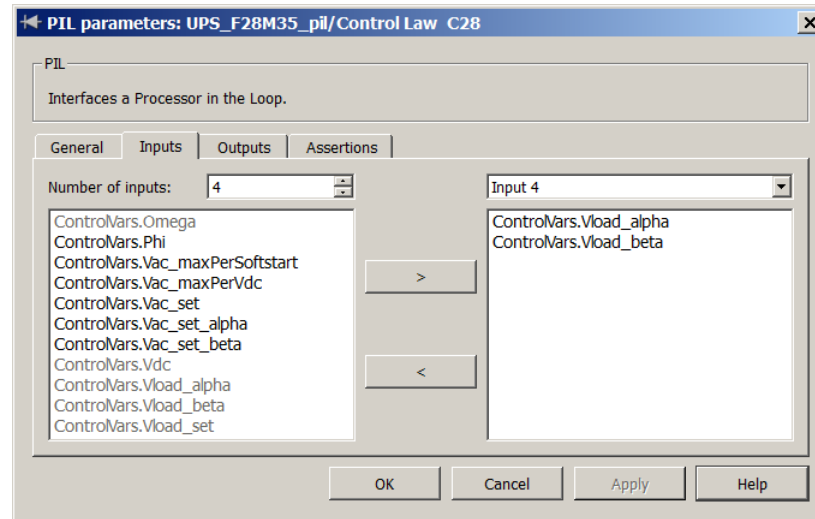 PIL parameters: UPS_F28M35_pil/Control Law C28
PIL
Interfaces a Processor in the Loop.
General Inputs Outputs Assertions
Number of inputs: 4
Input 4
ControlVars.Omega
ControlVars.Phi
ControlVars.Vac_maxPerSoftstart
ControlVars.Vac_maxPerVdc
ControlVars.Vac_set
ControlVars.Vac_set_alpha
ControlVars.Vac_set_beta
ControlVars.Vdc
ControlVars.Vload_alpha
ControlVars.Vload_beta
ControlVars.Vload_set
>
<
ControlVars.Vload_alpha
ControlVars.Vload_beta
OK Cancel Apply Help